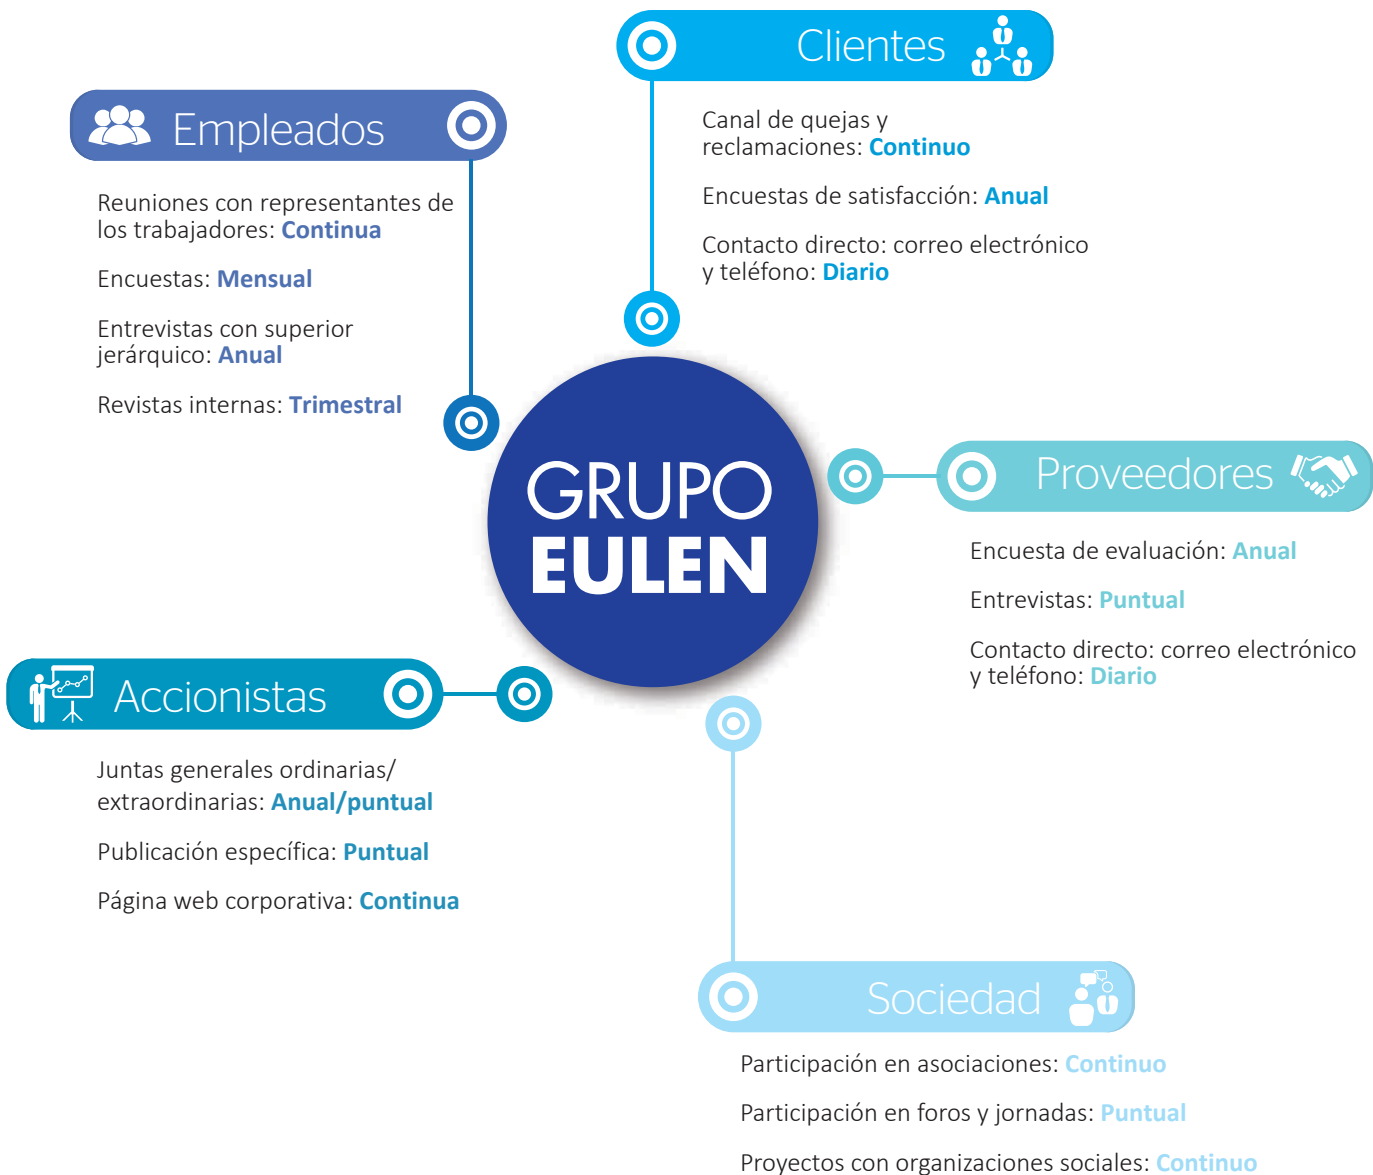 Clientes
Canal de quejas y
reclamaciones: Continuo
Encuestas de satisfacción: Anual
Contacto directo: correo electrónico
y teléfono: Diario
Empleados
Reuniones con representantes de
los trabajadores: Continua
Encuestas: Mensual
Entrevistas con superior
jerárquico: Anual
Revistas internas: Trimestral
GRUPO
EULEN
Proveedores
Encuesta de evaluación: Anual
Entrevistas: Puntual
Contacto directo: correo electrónico
y teléfono: Diario
Accionistas
Juntas generales ordinarias/
extraordinarias: Anual/puntual
Publicación específica: Puntual
Página web corporativa: Continua
Sociedad
Participación en asociaciones: Continuo
Participación en foros y jornadas: Puntual
Proyectos con organizaciones sociales: Continuo